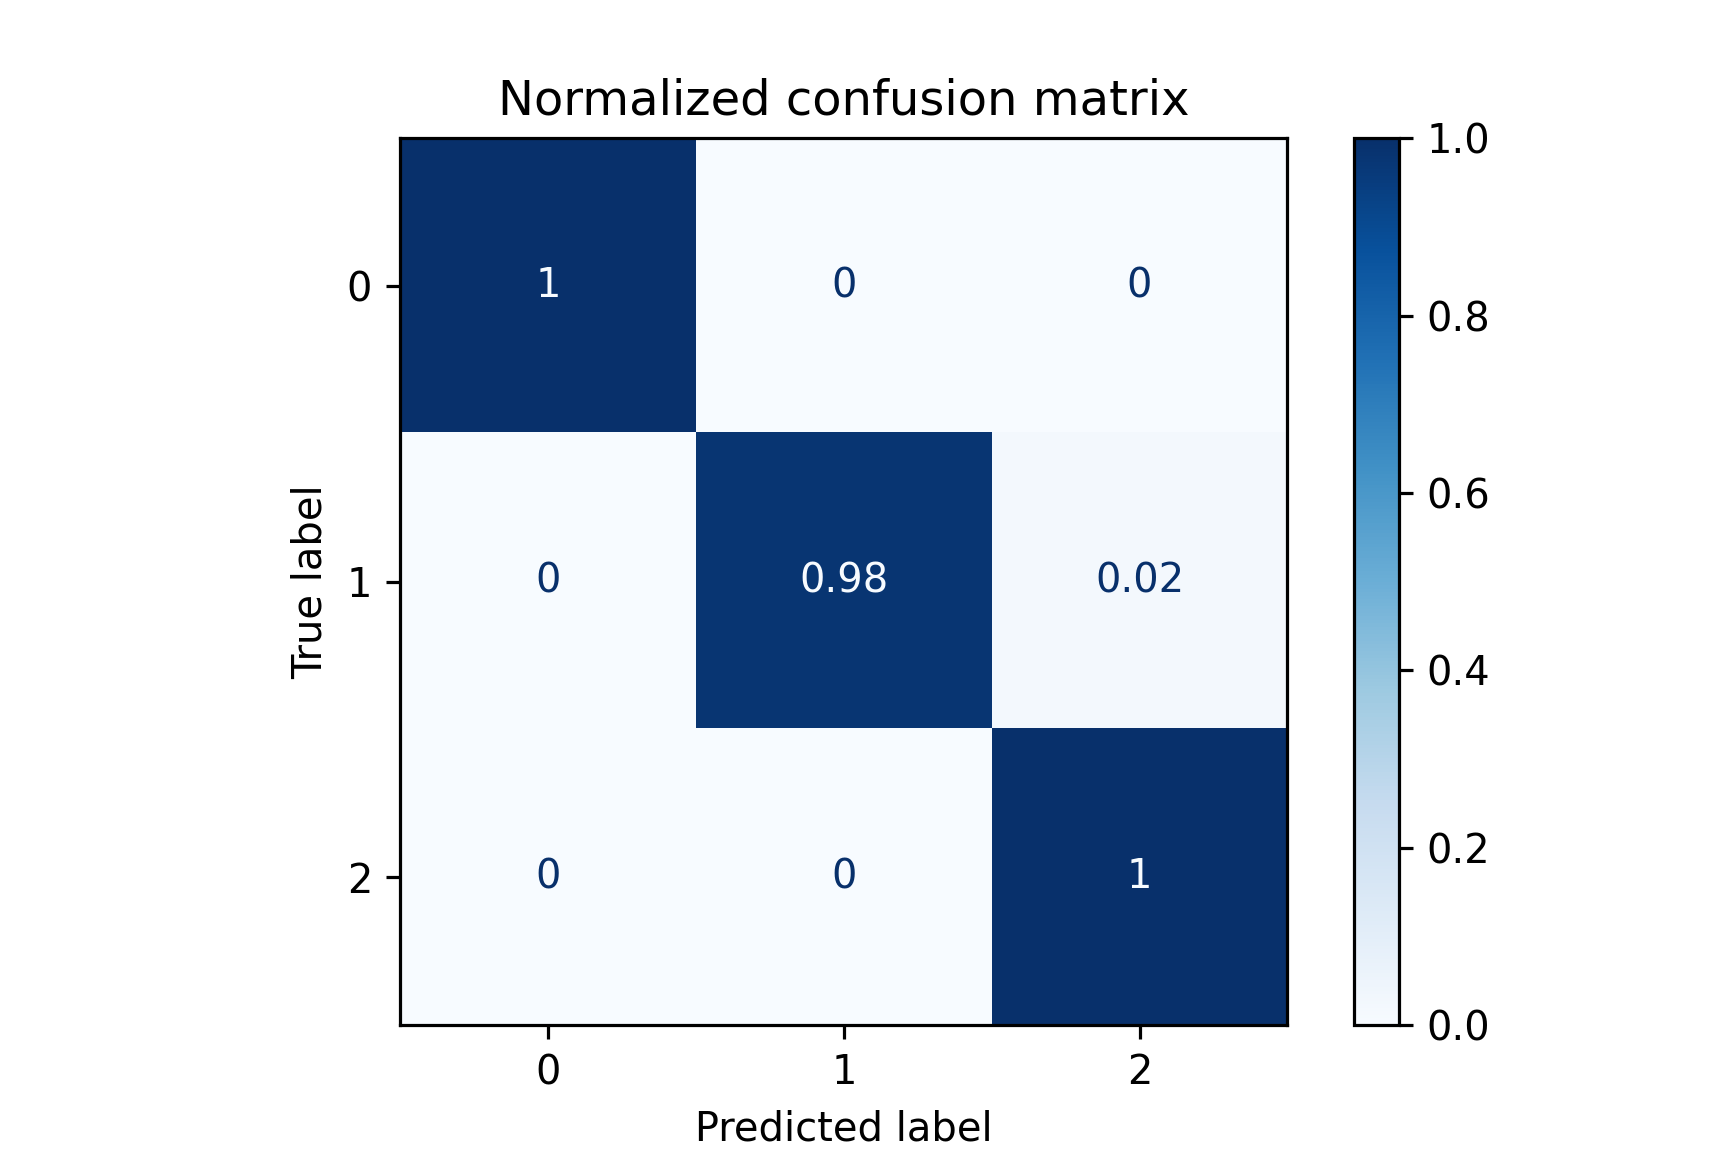 Normalized confusion matrix
1.0
0 1 0 0
0.8
0.6
True label
1 0 0.98 0.02
0.4
2 0 0 1
0.2
0.0
0 1 2
Predicted label